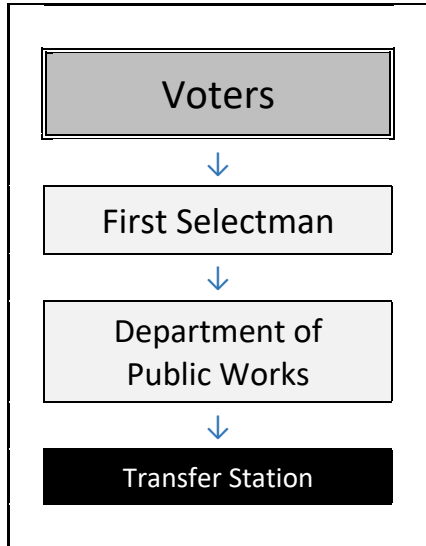 Voters
First Selectman
Department of
Public Works
Transfer Station